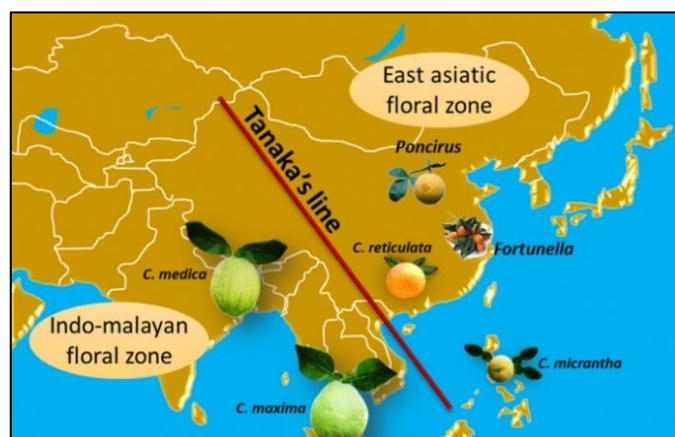 East asiatic
floral zone
Poncirus
Tanaka's line
C. reticulata
Fortunella
C. medica
Indo-malayan
floral zone
C. micrantha
C. maxima